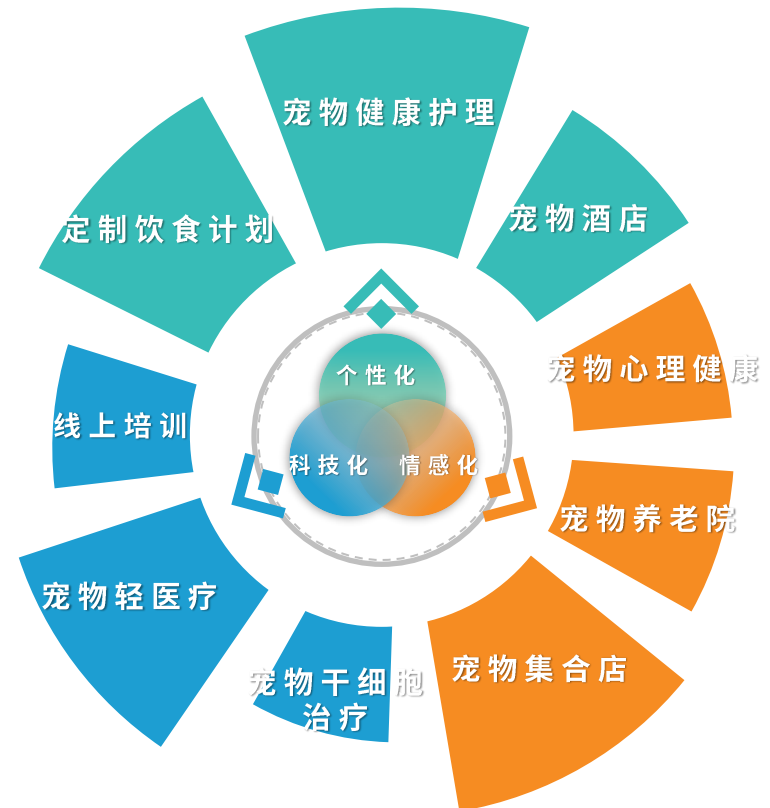 宠物健康护理
宠物酒店
定制饮食计划
宠物心理健康
个性化
线上培训
科技化
情感化
宠物养老院
宠物轻医疗
宠物集合店
宠物干细胞
治疗